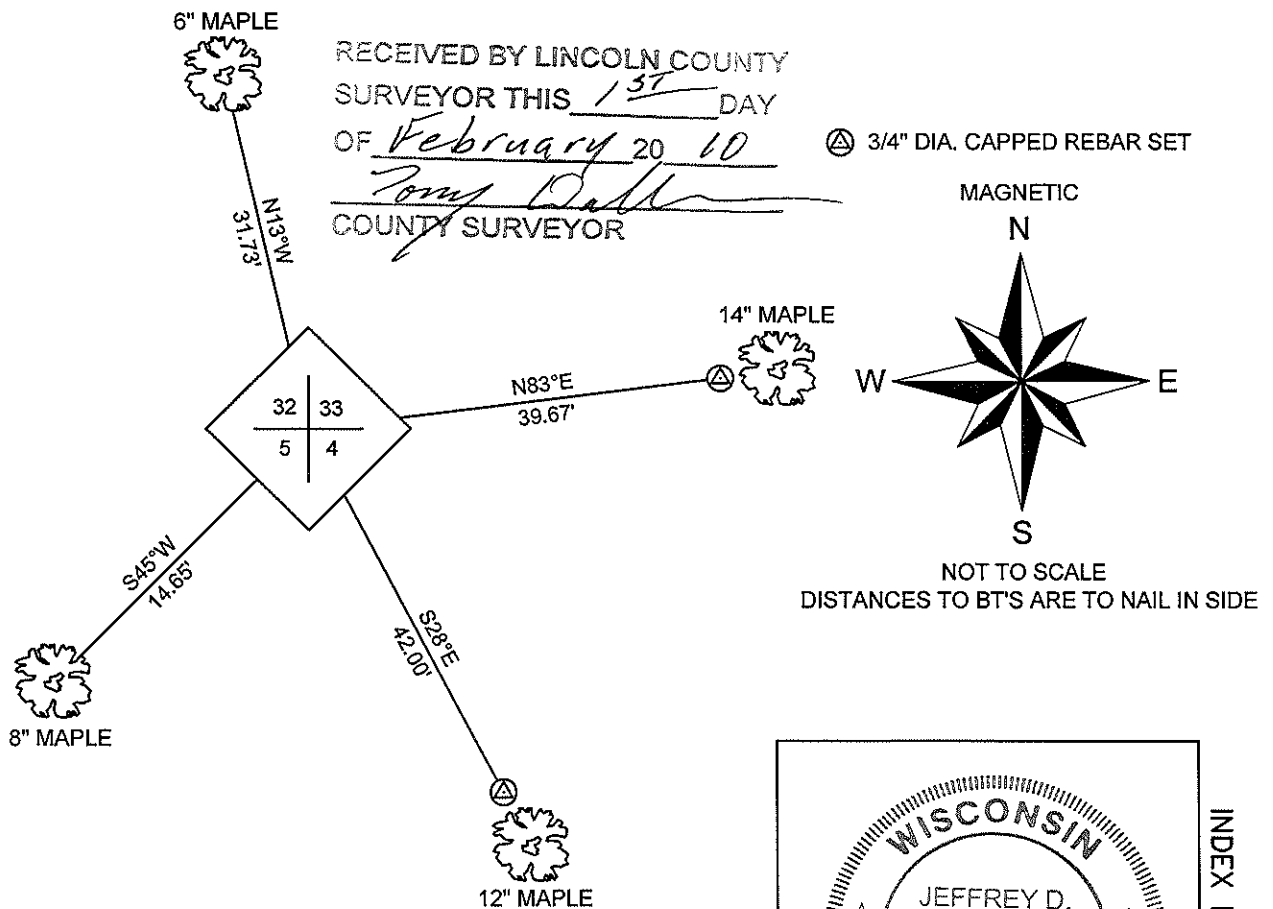 6" MAPLE
RECEIVED BY LINCOLN COUNTY
SURVEYOR THIS 1ST DAY
OF February 20 10
Tony
COUNTY SURVEYOR
3/4" DIA. CAPPED REBAR SET
MAGNETIC
N
W
E
S
NOT TO SCALE
DISTANCES TO BT'S ARE TO NAIL IN SIDE
N13°W
31.73'
14" MAPLE
N83°E
39.67'
32 33
5 4
S45°W
14.65'
S28°E
42.00'
8" MAPLE
12" MAPLE
WISCONSIN
JEFFREY D.
INDEX